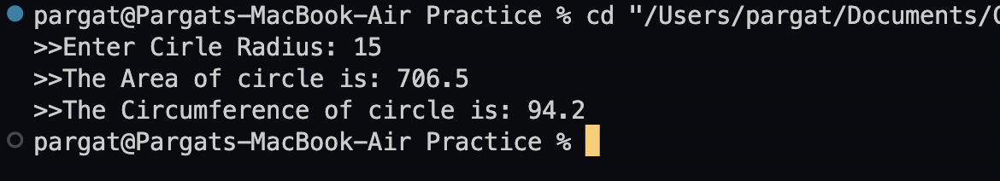 pargat@Pargats-MacBook-Air Practice % cd "/Users/pargat/Documents/
>>Enter Cirle Radius: 15
>>The Area of circle is: 706.5
>>The Circumference of circle is: 94.2
pargat@Pargats-MacBook-Air Practice %